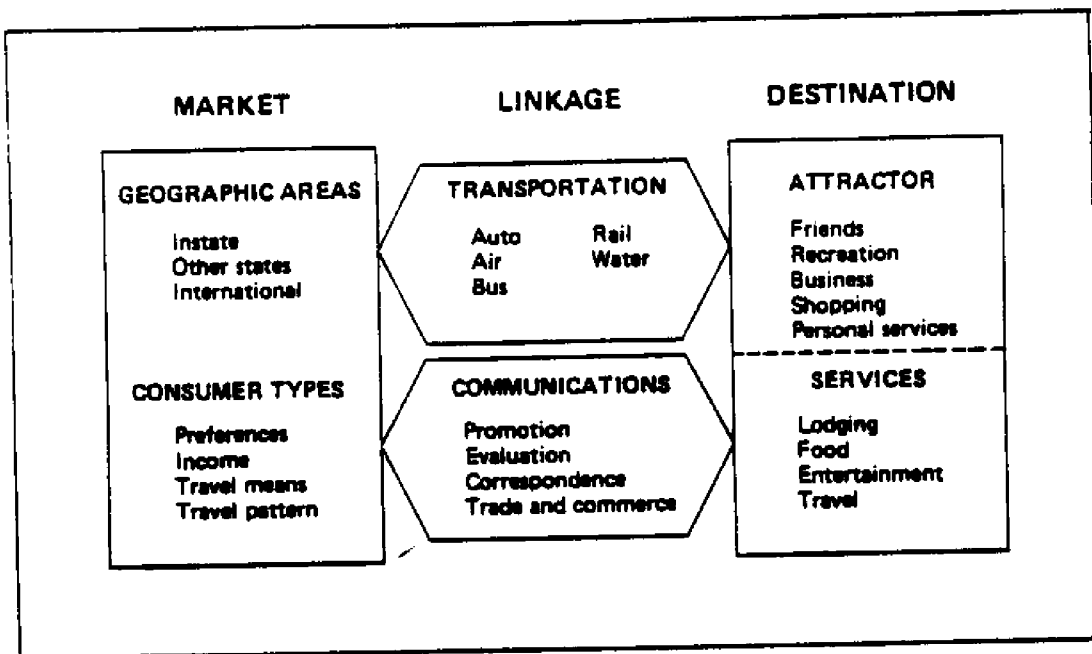 MARKET
LINKAGE
DESTINATION
GEOGRAPHIC AREAS
Instate
Other states
International
CONSUMER TYPES
Preferences
Income
Travel means
Travel pattern
TRANSPORTATION
Auto
Rail
Air
Water
Bus
COMMUNICATIONS
Promotion
Evaluation
Correspondence
Trade and commerce
ATTRACTOR
Friends
Recreation
Business
Shopping
Personal services
SERVICES
Lodging
Food
Entertainment
Travel